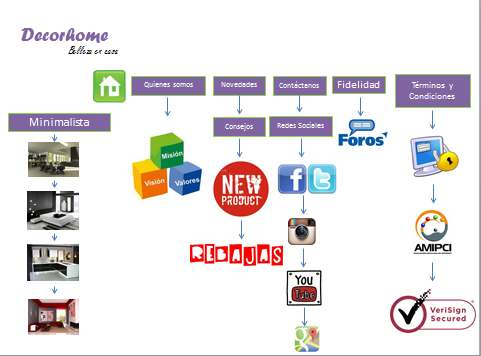 Decorhome
Belleza en casa
Quienes somos
Novedades
Contáctanos
Fidelidad
Términos y
Condiciones
Minimalista
Consejos
Redes Sociales
Foros
Misión
Visión
Valores
NEW
PRODUCT
REBAJAS
You
Tube
AMIPCI
VeriSign
Secured